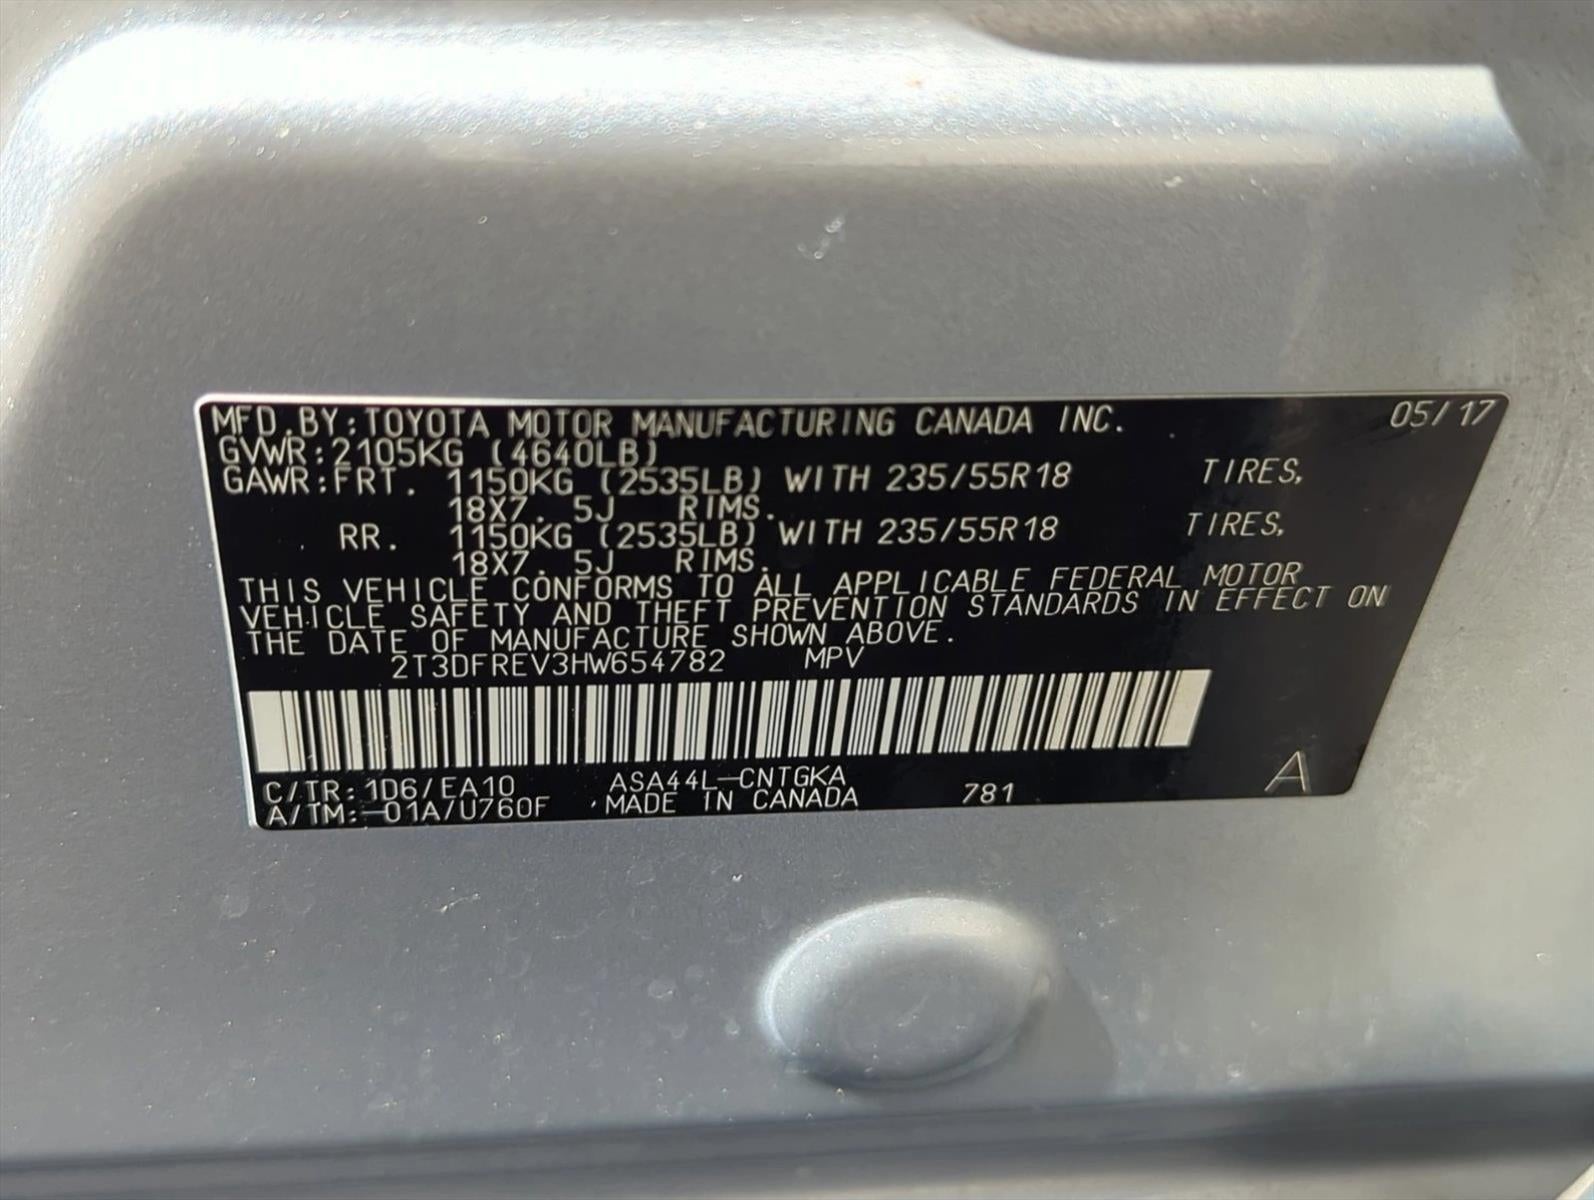 MFD.BY:TOYOTA MOTOR MANUFACTURING CANADA INC. 05/17
GVWR:2105KG (4640LB)
GAWR:FRT. 1150KG (2535LB) WITH 235/55R18 TIRES,
18X7. 5J RIMS.
RR. 1150KG (2535LB) WITH 235/55R18 TIRES,
18X7. 5J RIMS.
THIS VEHICLE CONFORMS TO ALL APPLICABLE FEDERAL MOTOR
VEHICLE SAFETY AND THEFT PREVENTION STANDARDS IN EFFECT ON
THE DATE OF MANUFACTURE SHOWN ABOVE.
2T3DFREV3HW654782 MPV
C/TR: 1D6/EA10 ASA44L-CNTGKA
A/TM:-01A/U760F MADE IN CANADA 781 A